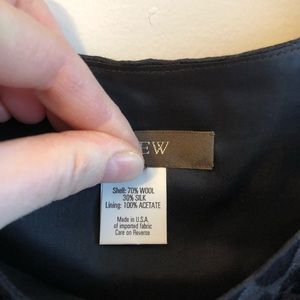 EW
Shell: 70% WOOL
30% SILK
Lining: 100% ACETATE
Made in U.S.A.
of imported fabric
Care on Reverse